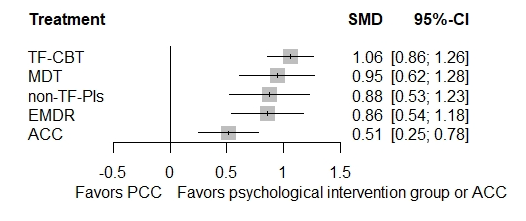 Treatment SMD 95%-CI
TF-CBT 1.06 [0.86; 1.26]
MDT 0.95 [0.62; 1.28]
non-TF-PIs 0.88 [0.53; 1.23]
EMDR 0.86 [0.54; 1.18]
ACC 0.51 [0.25; 0.78]
-0.5 0 0.5 1 1.5
Favors PCC Favors psychological intervention group or ACC